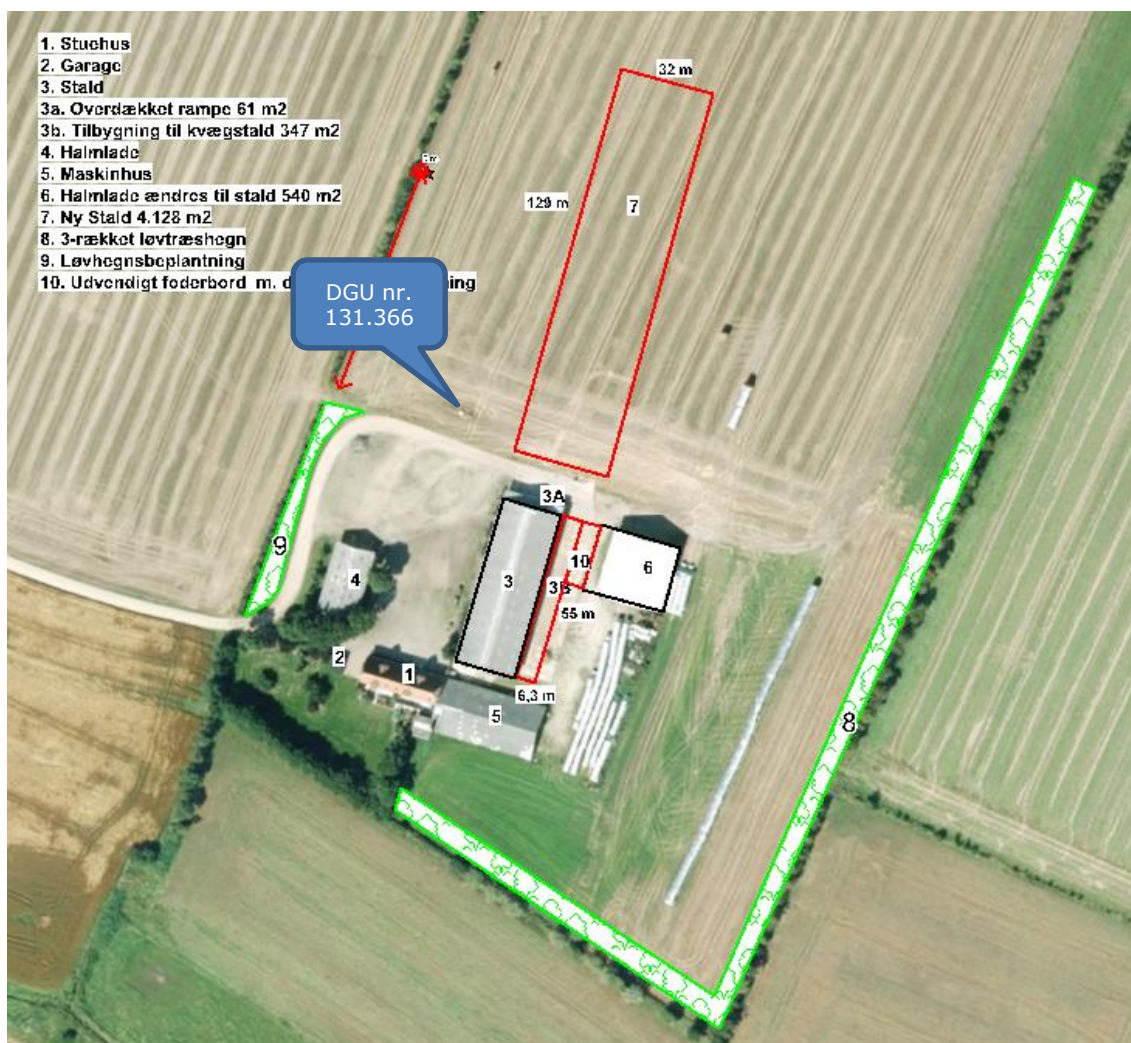 1. Stuehus
2. Garage
3. Stald
3a. Overdækket rampe 61 m2
3b. Tilbygning til kvægstald 347 m2
4. Halmlade
5. Maskinhus
6. Halmlade ændres til stald 540 m2
7. Ny Stald 4.128 m2
8. 3-rækket løvtræshegn
9. Løvhegnsbeplantning
10. Udvendigt foderbord m. d ning
DGU nr.
131.366
32 m
129 m
7
3A
10
6
3
3B
55 m
9
4
2
1
6,3 m
5
8